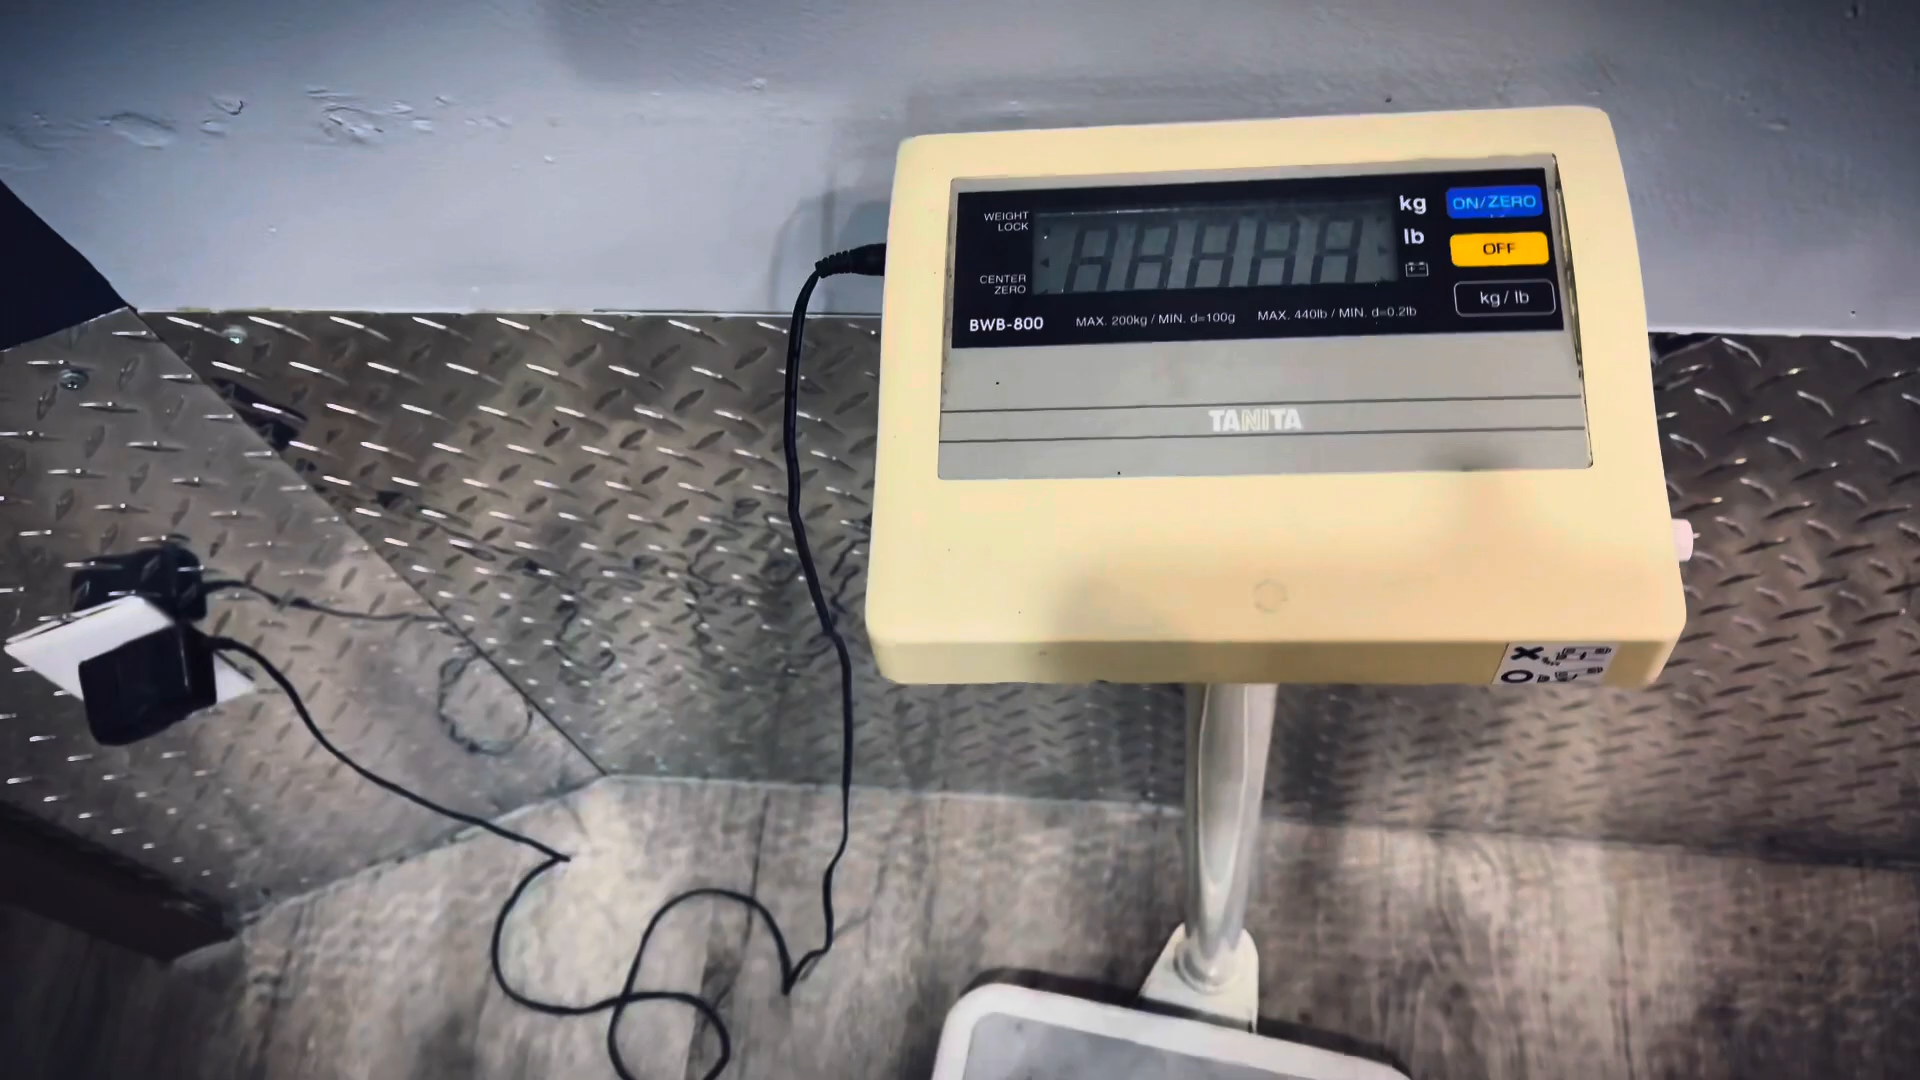 WEIGHT
LOCK
CENTER
ZERO
kg
lb
ON/ZERO
OFF
kg / lb
BWB-800
MAX. 200kg / MIN. d=100g
MAX. 440lb / MIN. d=0.2lb
TANITA